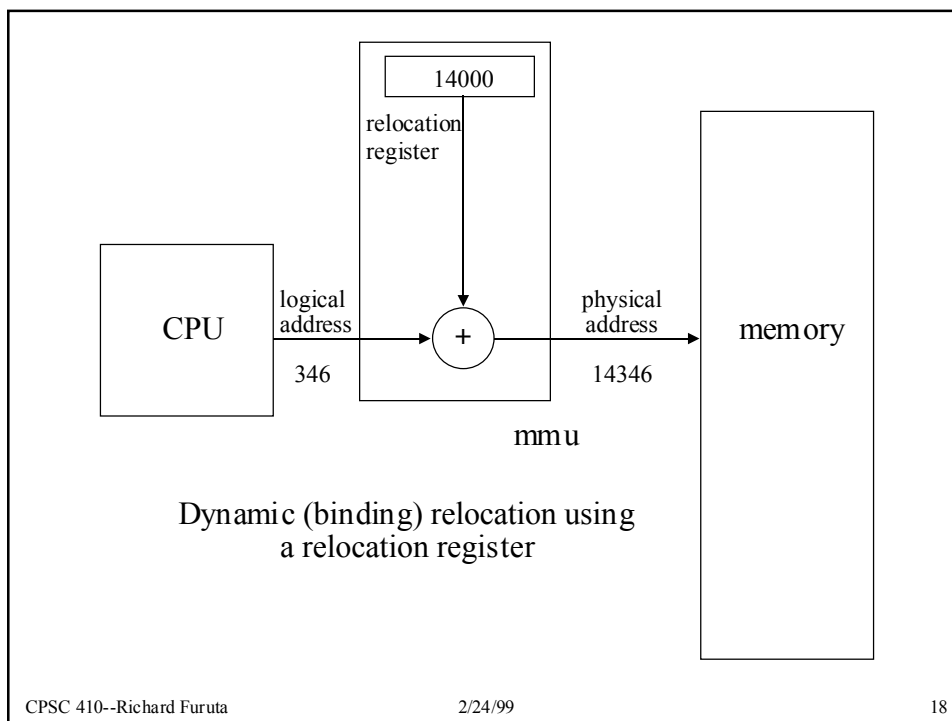 14000
relocation
register
logical
address
physical
address
CPU
+
memory
346
14346
mmu
Dynamic (binding) relocation using
a relocation register
CPSC 410--Richard Furuta
2/24/99
18